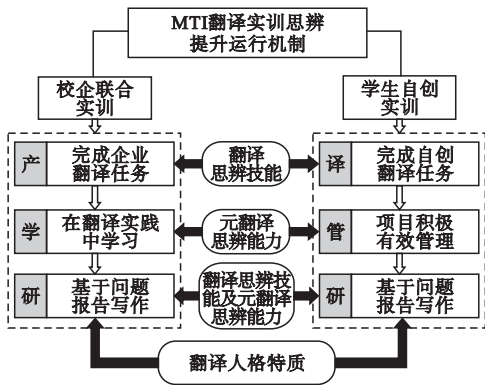 MTI翻译实训思辨
提升运行机制
校企联合
实训
学生自创
实训
产
完成企业
翻译任务
翻译
思辨技能
译
完成自创
翻译任务
学
在翻译实践
中学习
元翻译
思辨能力
管
项目积极
有效管理
研
基于问题
报告写作
翻译思辨技
能及元翻译
思辨能力
研
基于问题
报告写作
翻译人格特质